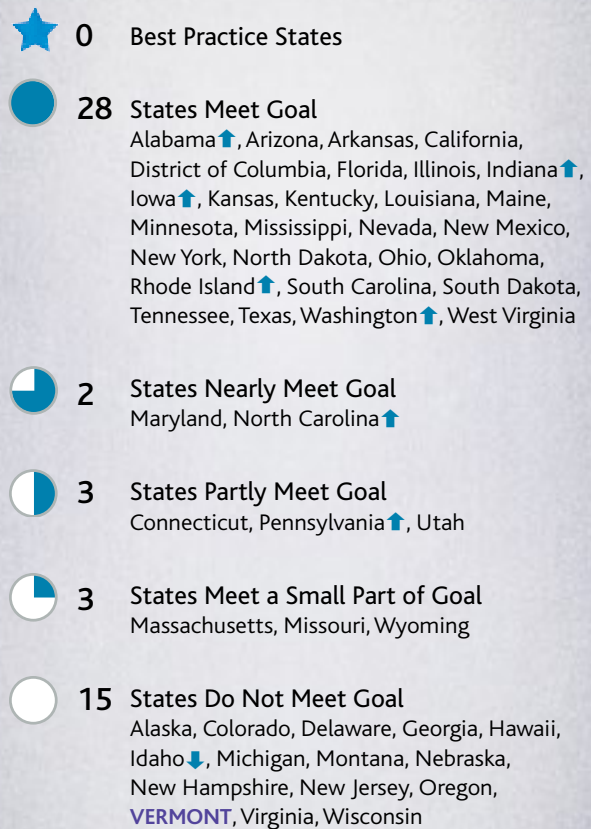 0 Best Practice States
28 States Meet Goal
Alabama⬆, Arizona, Arkansas, California,
District of Columbia, Florida, Illinois, Indiana⬆,
Iowa⬆, Kansas, Kentucky, Louisiana, Maine,
Minnesota, Mississippi, Nevada, New Mexico,
New York, North Dakota, Ohio, Oklahoma,
Rhode Island⬆, South Carolina, South Dakota,
Tennessee, Texas, Washington⬆, West Virginia
2 States Nearly Meet Goal
Maryland, North Carolina⬆
3 States Partly Meet Goal
Connecticut, Pennsylvania⬆, Utah
3 States Meet a Small Part of Goal
Massachusetts, Missouri, Wyoming
15 States Do Not Meet Goal
Alaska, Colorado, Delaware, Georgia, Hawaii,
Idaho⬇, Michigan, Montana, Nebraska,
New Hampshire, New Jersey, Oregon,
VERMONT, Virginia, Wisconsin